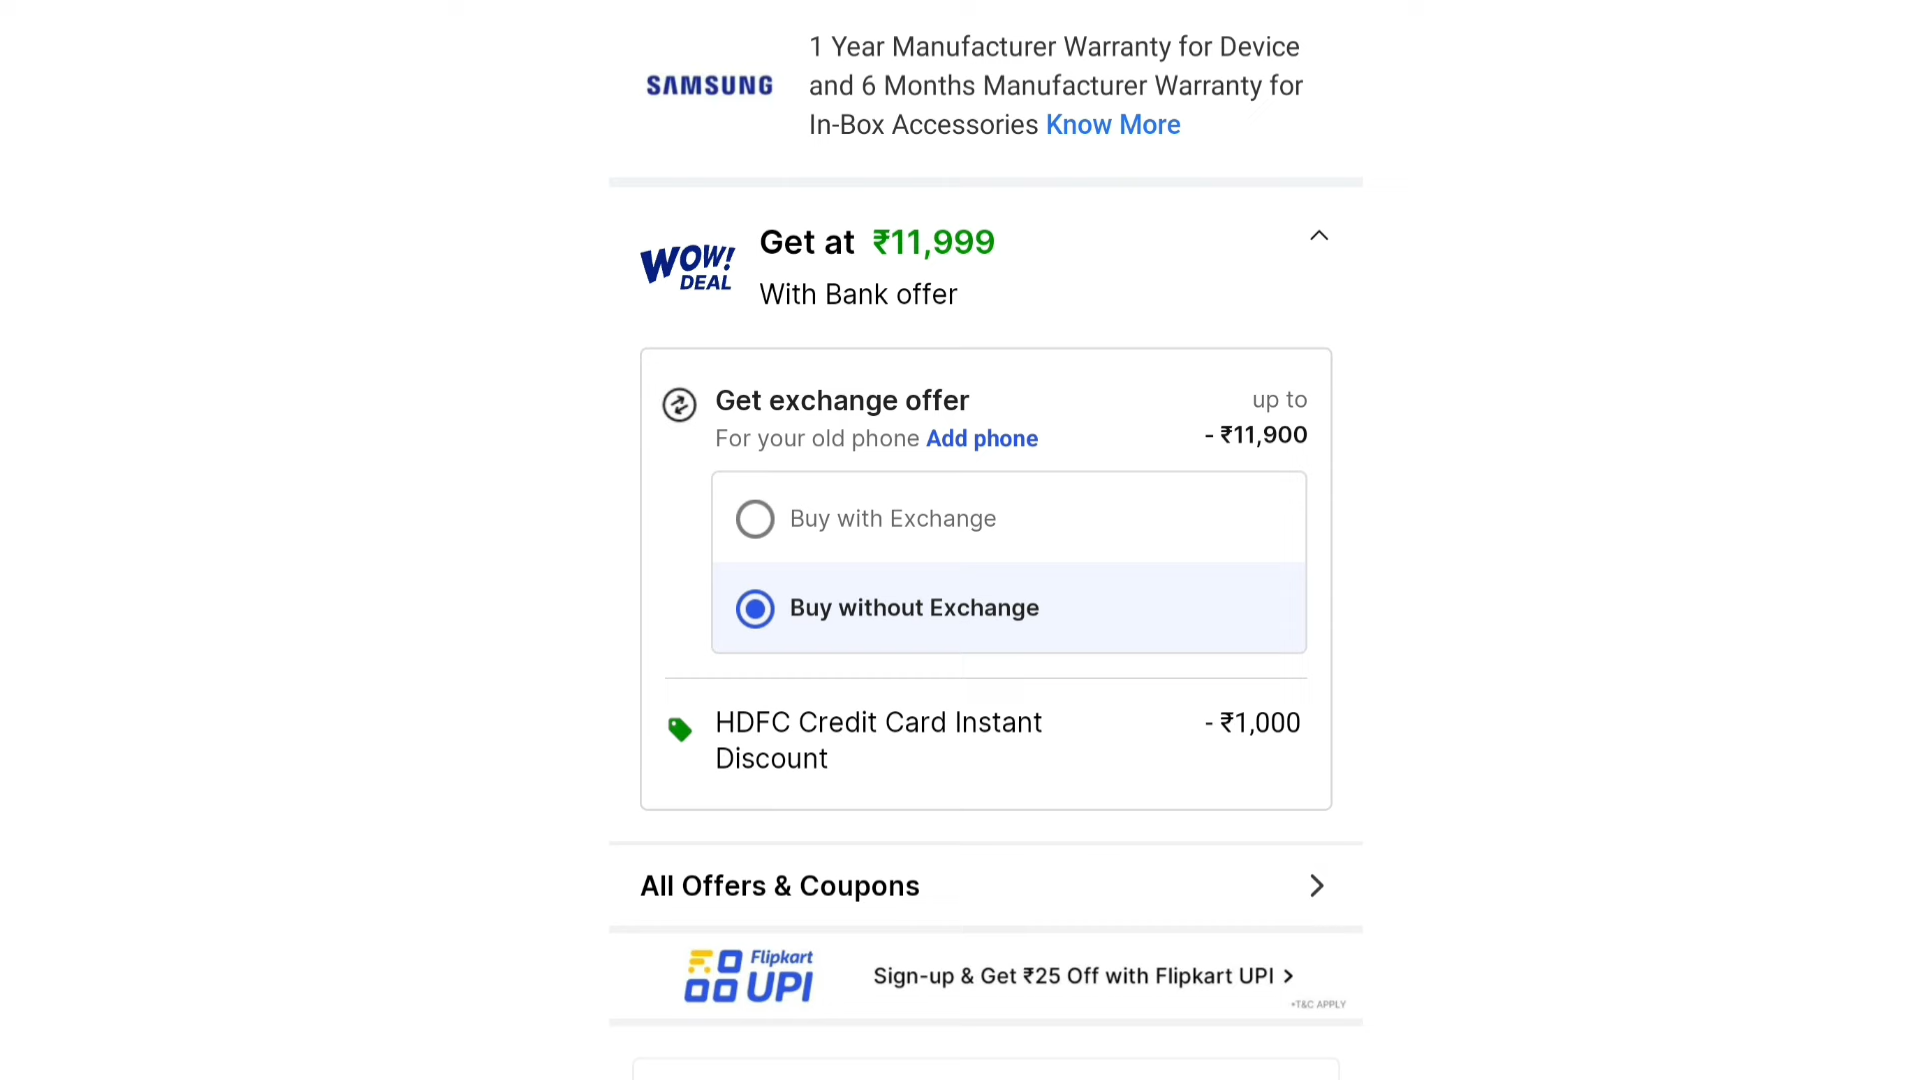 SAMSUNG
1 Year Manufacturer Warranty for Device
and 6 Months Manufacturer Warranty for
In-Box Accessories Know More
WOW!
DEAL
Get at ₹11,999
With Bank offer
Get exchange offer
up to
For your old phone Add phone
- ₹11,900
Buy with Exchange
Buy without Exchange
HDFC Credit Card Instant
Discount
- ₹1,000
All Offers & Coupons
Flipkart
UPI
Sign-up & Get ₹25 Off with Flipkart UPI >
*T&C APPLY